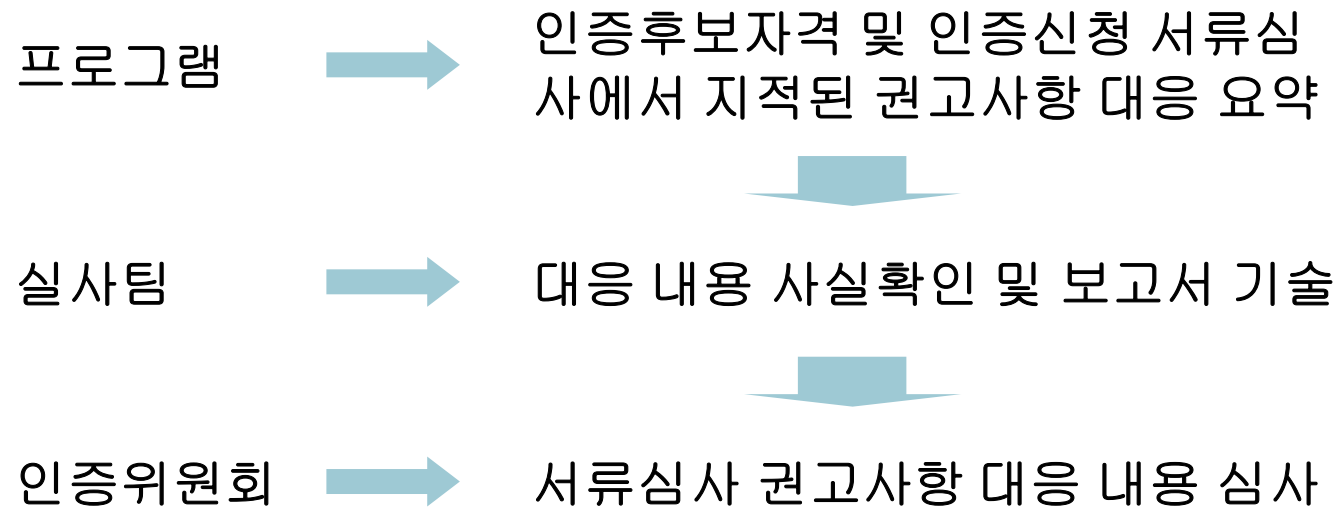 프로그램
인증후보자격 및 인증신청 서류심
사에서 지적된 권고사항 대응 요약
실사팀
대응 내용 사실확인 및 보고서 기술
인증위원회
서류심사 권고사항 대응 내용 심사